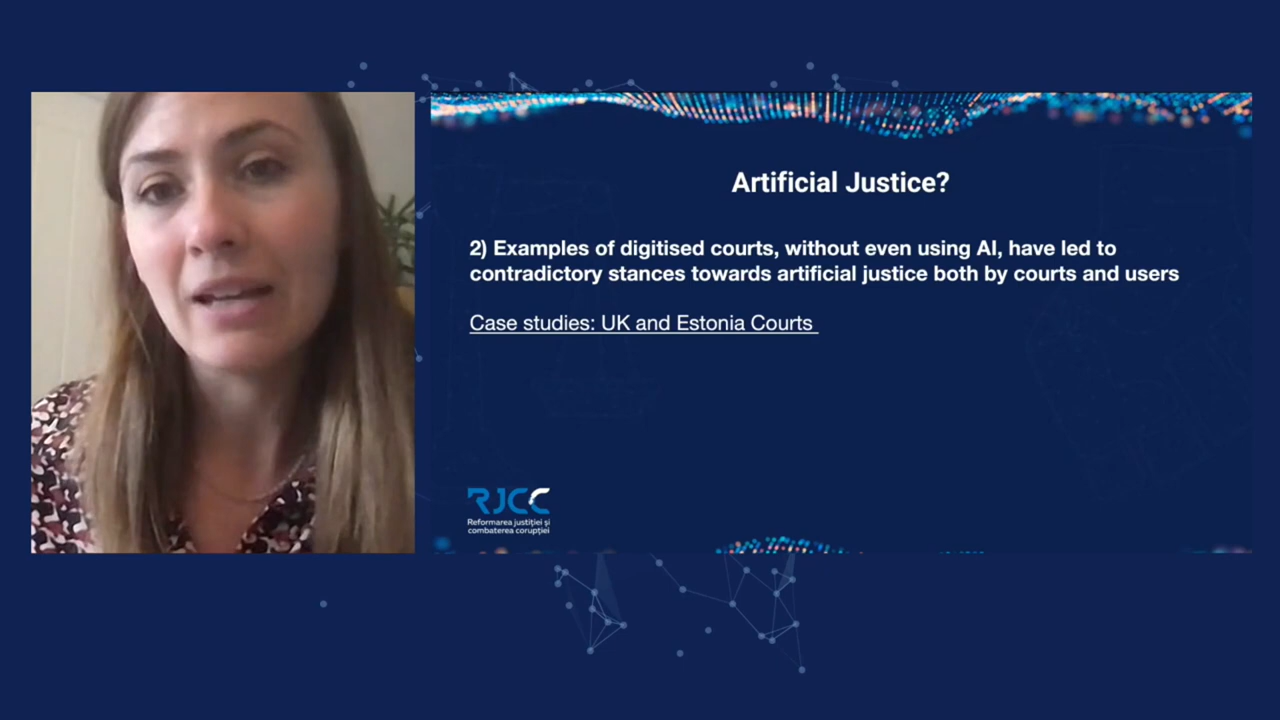 Artificial Justice?
2) Examples of digitised courts, without even using AI, have led to
contradictory stances towards artificial justice both by courts and users
Case studies: UK and Estonia Courts
RJCC
Reformarea justiției și
combaterea corupției